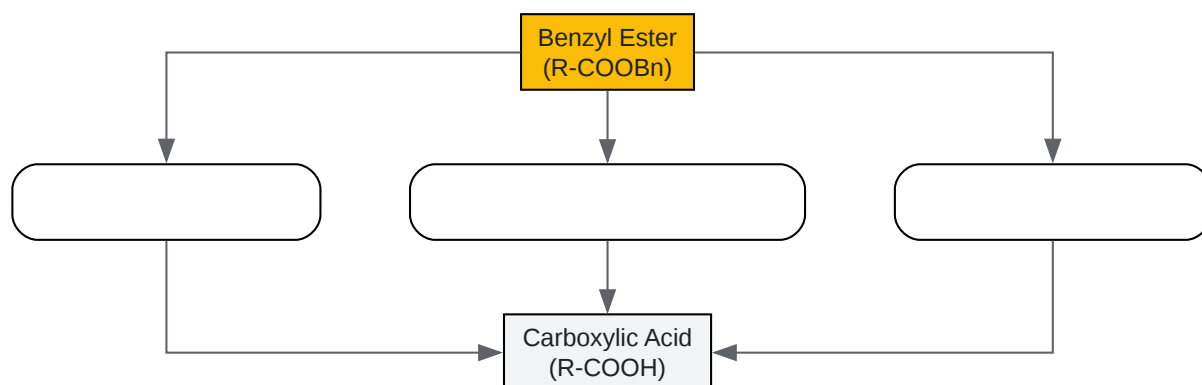 Benzyl Ester
(R-COOBn)
Carboxylic Acid
(R-COOH)